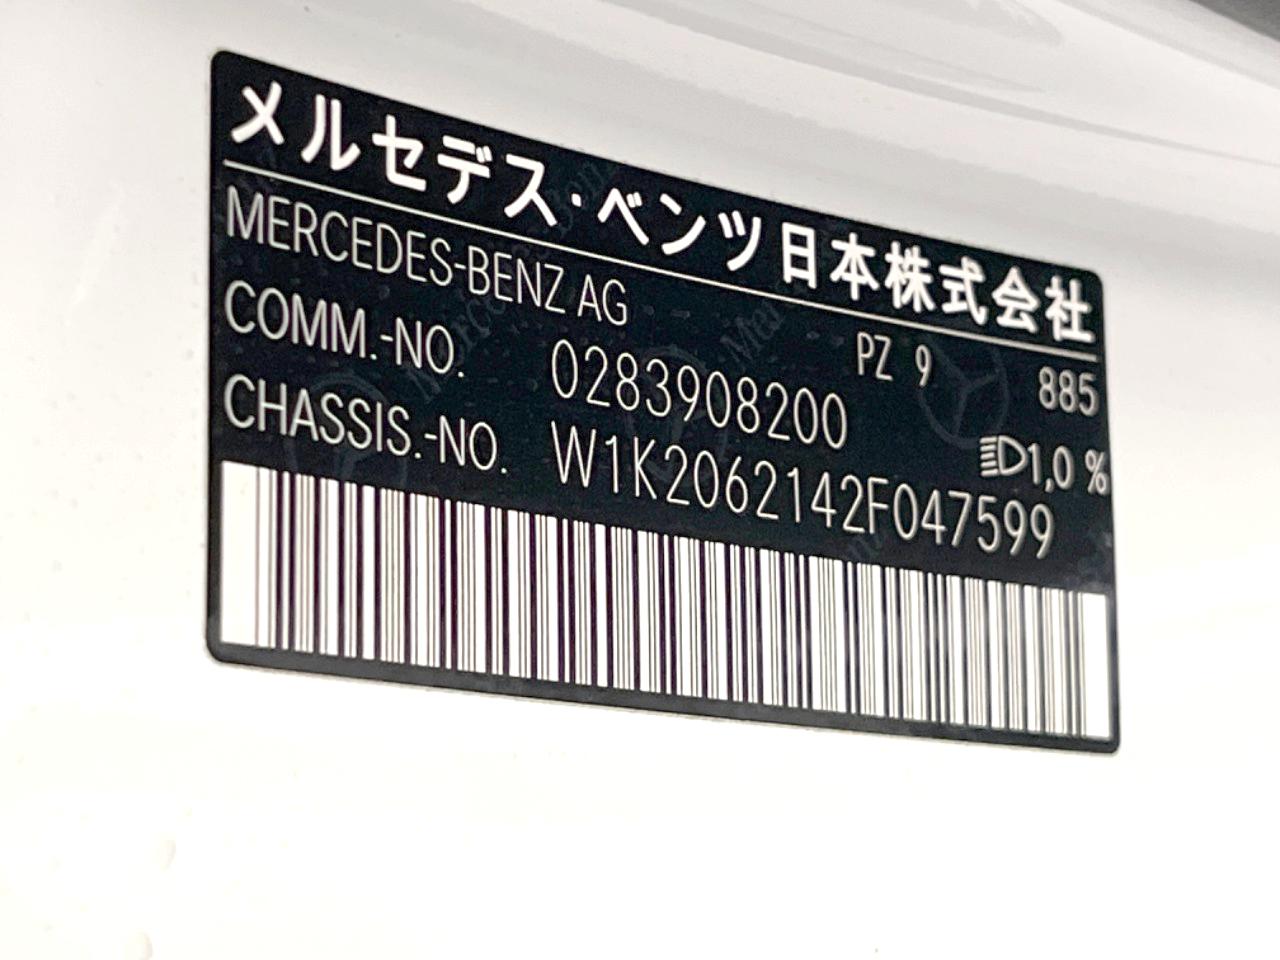 メルセデス・ベンツ日本株式会社
MERCEDES-BENZ AG PZ 9 885
COMM.-NO. 0283908200 1,0 %
CHASSIS.-NO. W1K2062142F047599